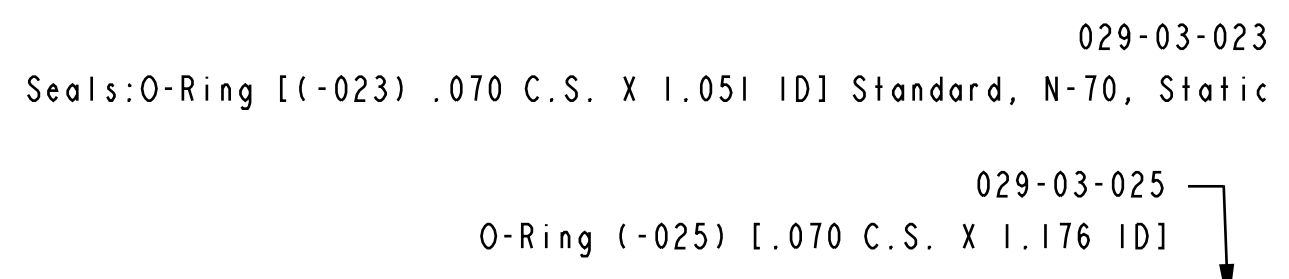 029-03-023
Seals:O-Ring [(-023) .070 C.S. X 1.051 ID] Standard, N-70, Static
029-03-025
O-Ring (-025) [.070 C.S. X 1.176 ID]